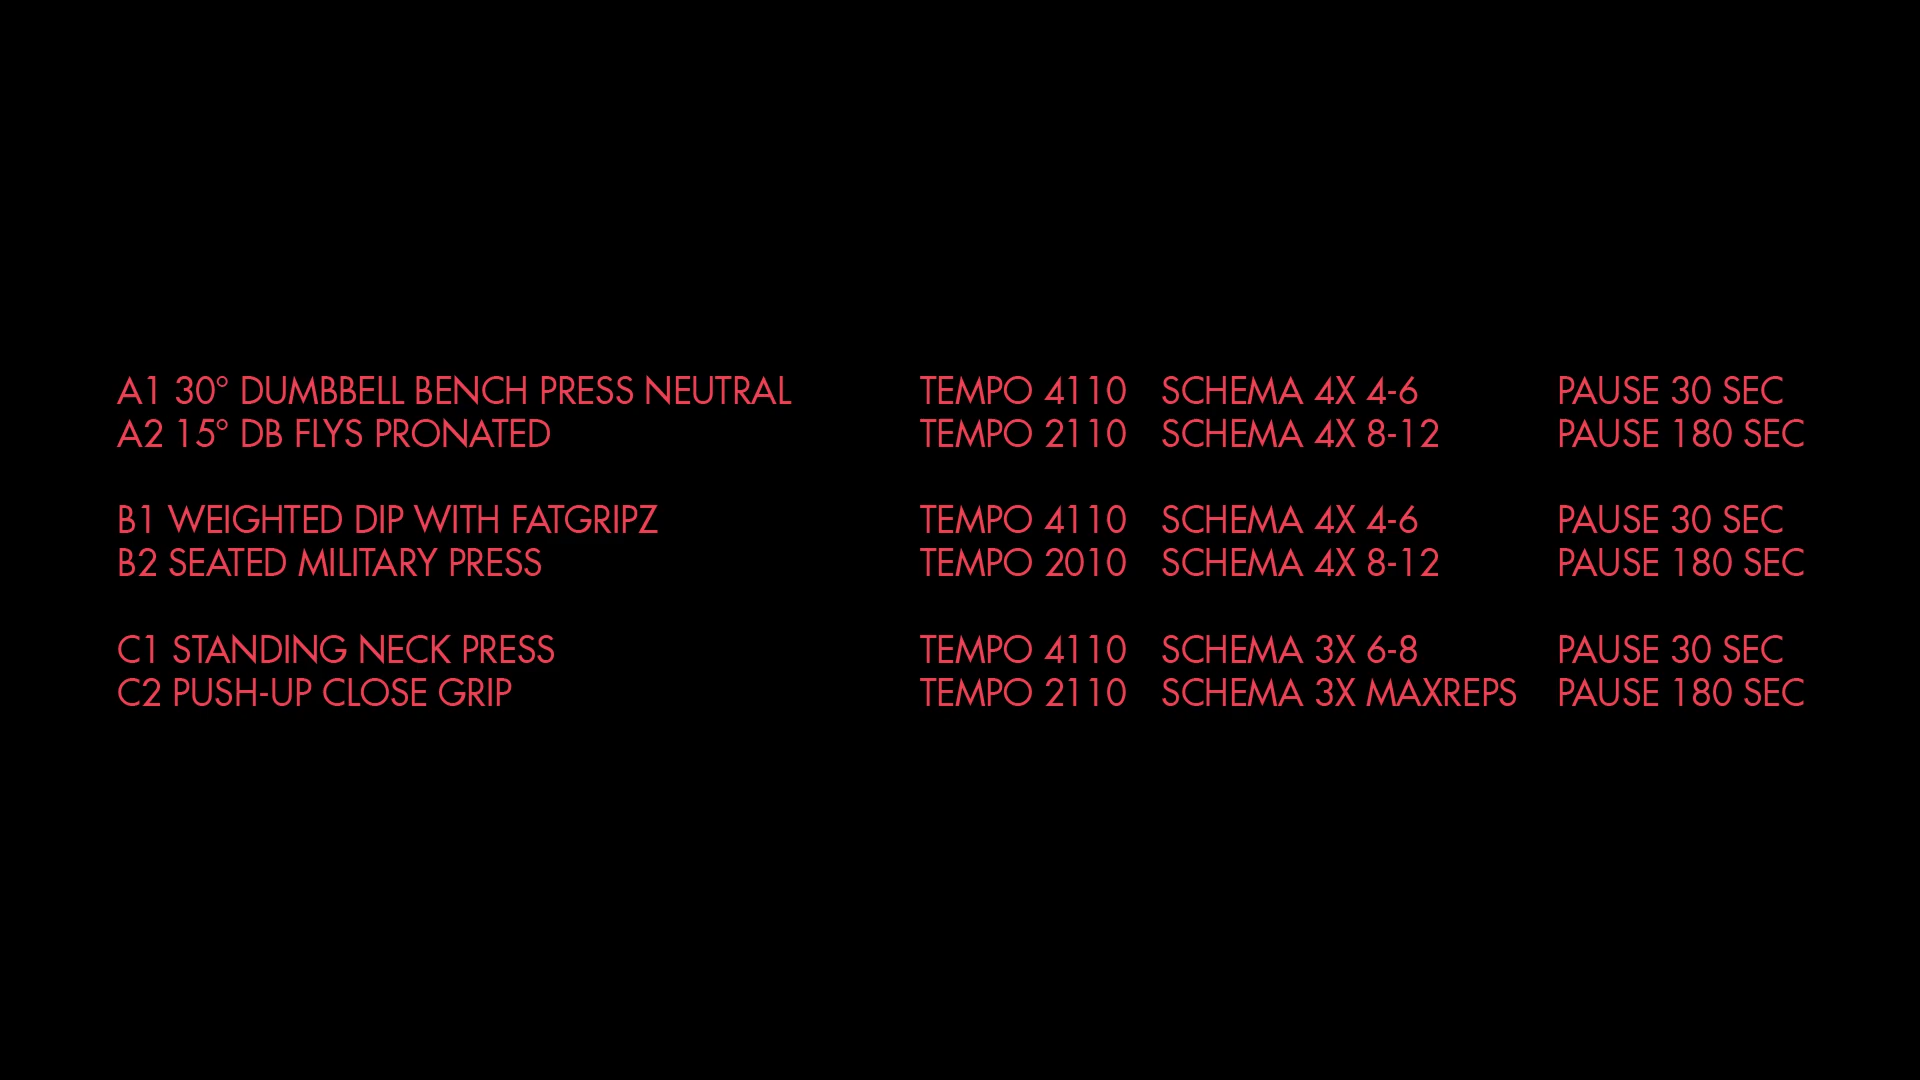 A1 30° DUMBBELL BENCH PRESS NEUTRAL TEMPO 4110 SCHEMA 4X 4-6 PAUSE 30 SEC
A2 15° DB FLYS PRONATED TEMPO 2110 SCHEMA 4X 8-12 PAUSE 180 SEC
B1 WEIGHTED DIP WITH FATGRIPZ TEMPO 4110 SCHEMA 4X 4-6 PAUSE 30 SEC
B2 SEATED MILITARY PRESS TEMPO 2010 SCHEMA 4X 8-12 PAUSE 180 SEC
C1 STANDING NECK PRESS TEMPO 4110 SCHEMA 3X 6-8 PAUSE 30 SEC
C2 PUSH-UP CLOSE GRIP TEMPO 2110 SCHEMA 3X MAXREPS PAUSE 180 SEC